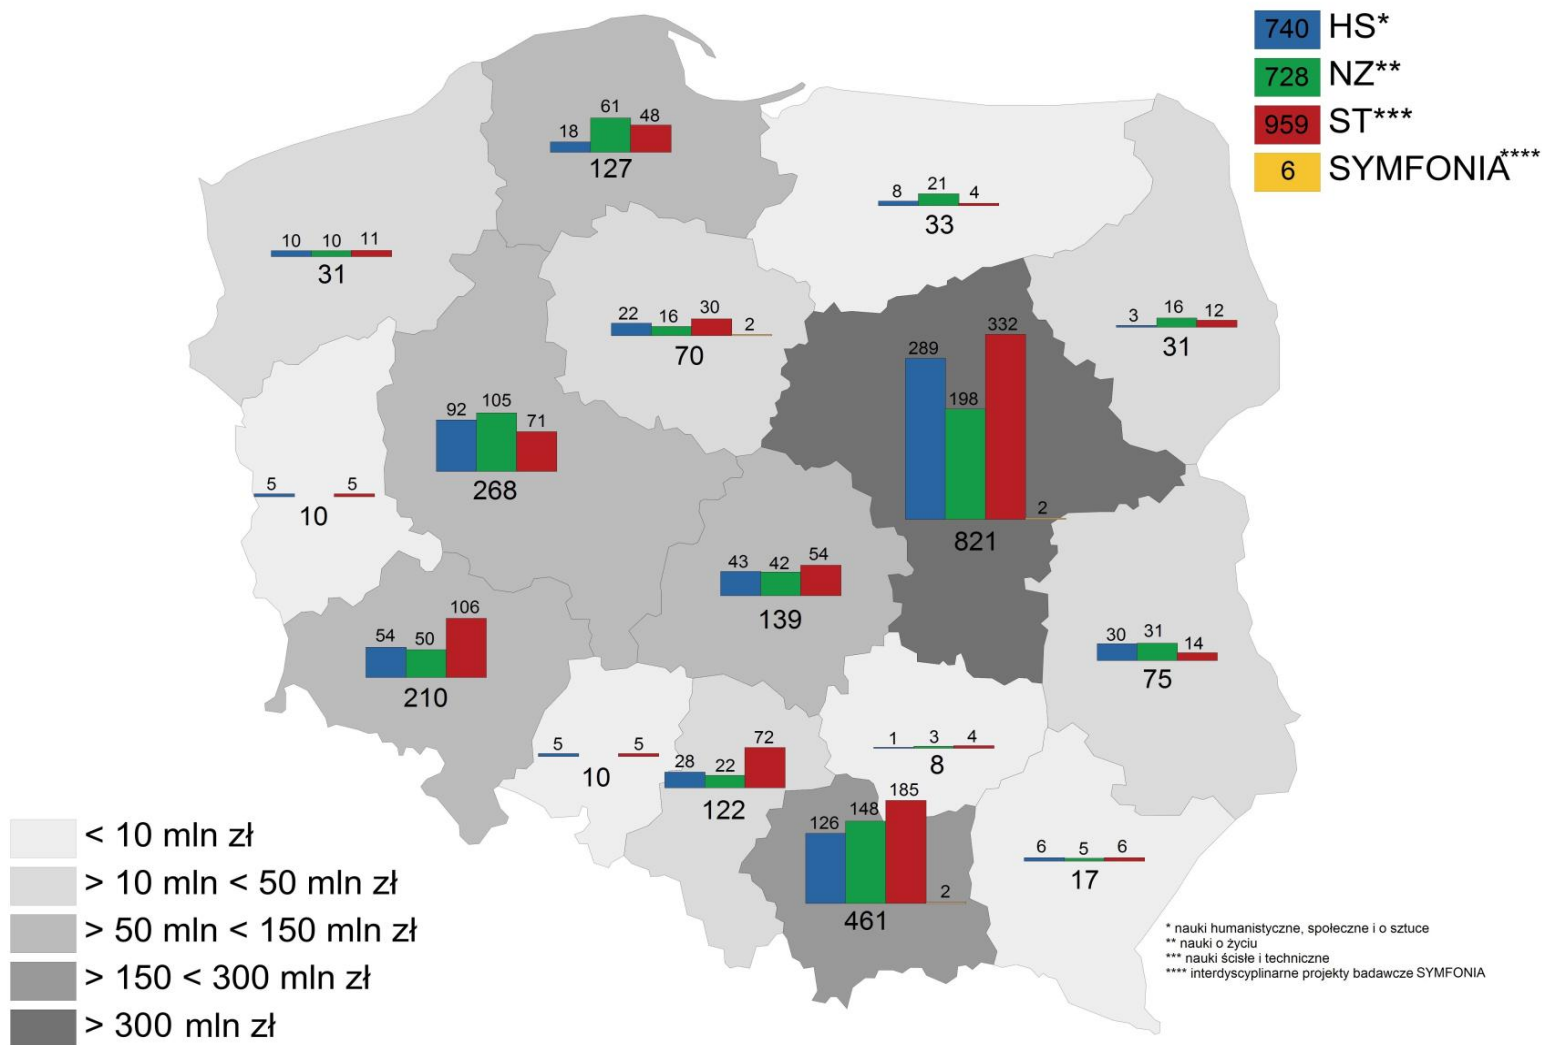 740 HS*
728 NZ**
959 ST***
6 SYMFONIA****
18 61 48
127
8 21 4
33
10 10 11
31
22 16 30 2
70
3 16 12
31
289 198 332 2
821
92 105 71
268
5 5
10
43 42 54
139
54 50 106
210
30 31 14
75
5 5
10
28 22 72
122
1 3 4
8
126 148 185 2
461
6 5 6
17
< 10 mln zł
> 10 mln < 50 mln zł
> 50 mln < 150 mln zł
> 150 < 300 mln zł
> 300 mln zł
* nauki humanistyczne, społeczne i o sztuce
** nauki o życiu
*** nauki ścisłe i techniczne
**** interdyscyplinarne projekty badawcze SYMFONIA